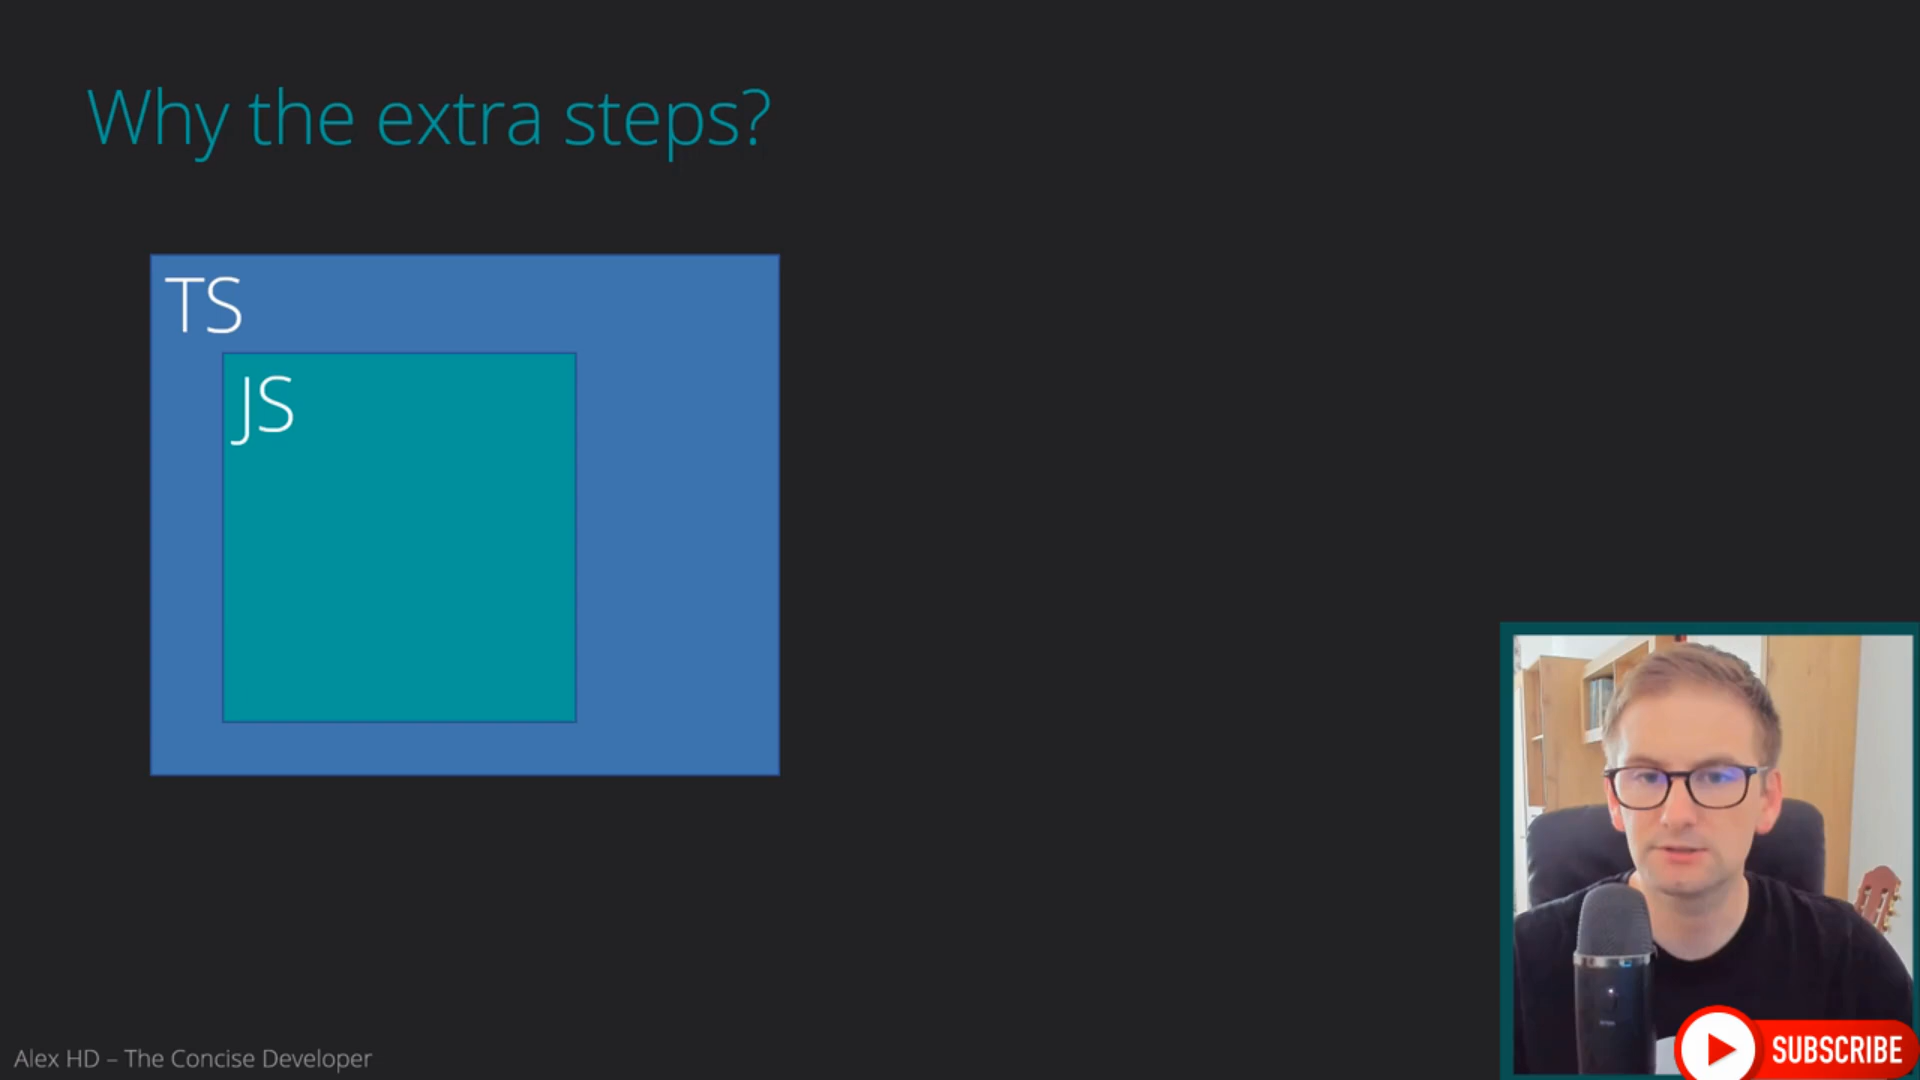 Why the extra steps?
TS
JS
Alex HD – The Concise Developer
SUBSCRIBE